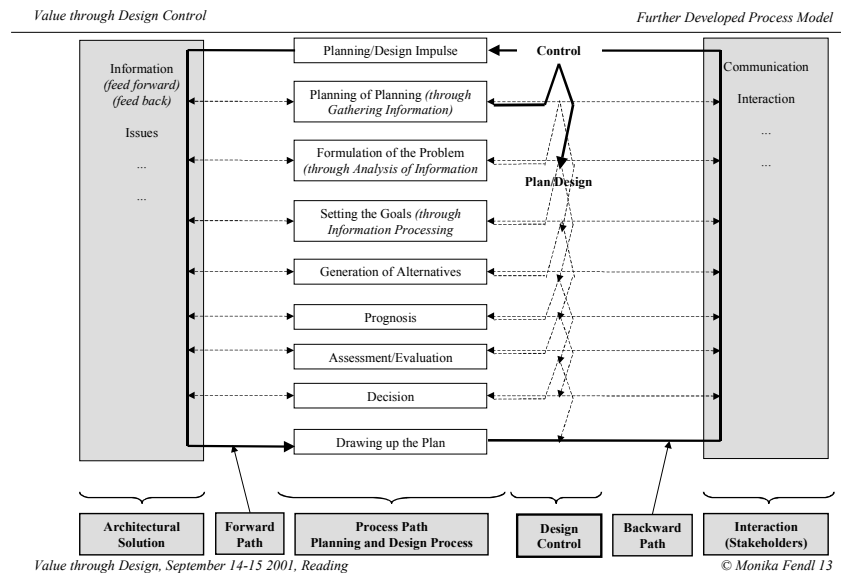 Value through Design Control
Further Developed Process Model
Information
(feed forward)
(feed back)
Issues
...
...
Planning/Design Impulse
Planning of Planning (through
Gathering Information)
Formulation of the Problem
(through Analysis of Information
Setting the Goals (through
Information Processing
Generation of Alternatives
Prognosis
Assessment/Evaluation
Decision
Drawing up the Plan
Control
Plan/Design
Communication
Interaction
...
...
Architectural
Solution
Forward
Path
Process Path
Planning and Design Process
Design
Control
Backward
Path
Interaction
(Stakeholders)
Value through Design, September 14-15 2001, Reading
© Monika Fendl 13